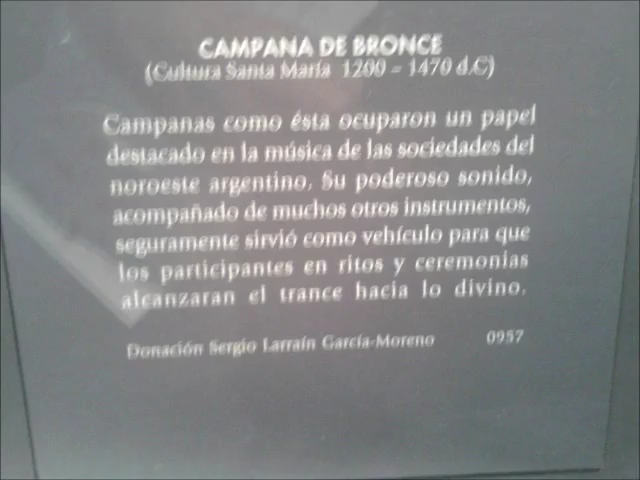 CAMPANA DE BRONCE
(Cultura Santa María 1200 - 1470 d.C)
Campanas como ésta ocuparon un papel
destacado en la música de las sociedades del
noroeste argentino. Su poderoso sonido,
acompañado de muchos otros instrumentos,
seguramente sirvió como vehículo para que
los participantes en ritos y ceremonias
alcanzaran el trance hacia lo divino.
Donación Sergio Larraín García-Moreno 0957